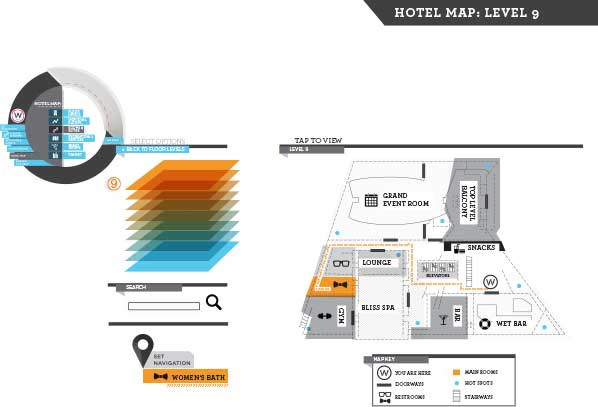 HOTEL MAP: LEVEL 9
HOTEL MAP
W
SELECT OPTIONS
BACK TO FLOOR LEVELS
9
SEARCH
SET
NAVIGATION
WOMEN'S BATH
TAP TO VIEW
LEVEL 9
GRAND
EVENT ROOM
TOP LEVEL
BALCONY
SNACKS
LOUNGE
ELEVATORS
W
BLISS SPA
GYM
BAR
WET BAR
MAP KEY
W
YOU ARE HERE
DOORWAYS
RESTROOMS
MAIN ROOMS
HOT SPOTS
STAIRWAYS